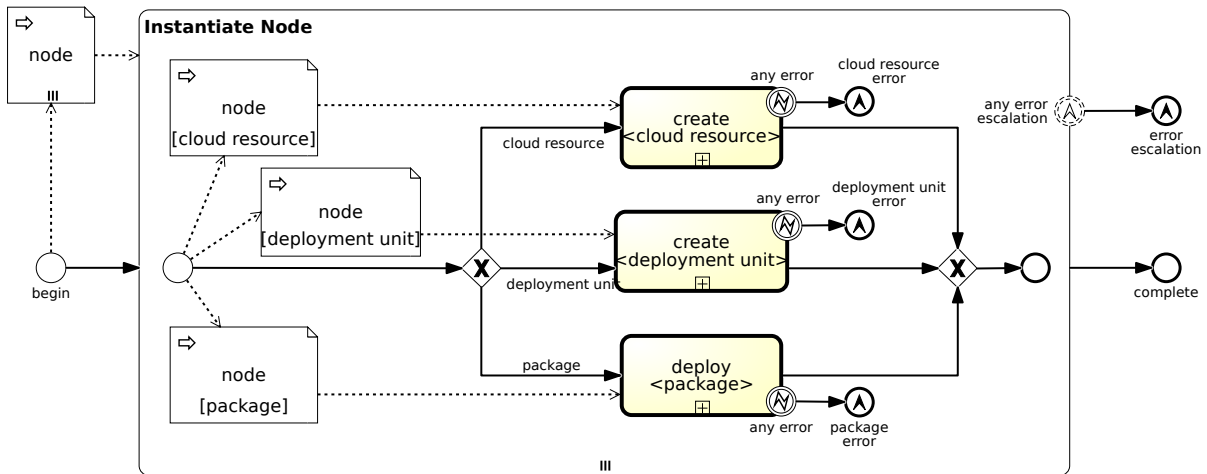 Instantiate Node
node
node
[cloud resource]
any error
cloud resource
error
create
<cloud resource>
cloud resource
any error
escalation
error
escalation
node
[deployment unit]
any error
deployment unit
error
create
<deployment unit>
deployment unit
begin
complete
node
[package]
package
deploy
<package>
any error
package
error